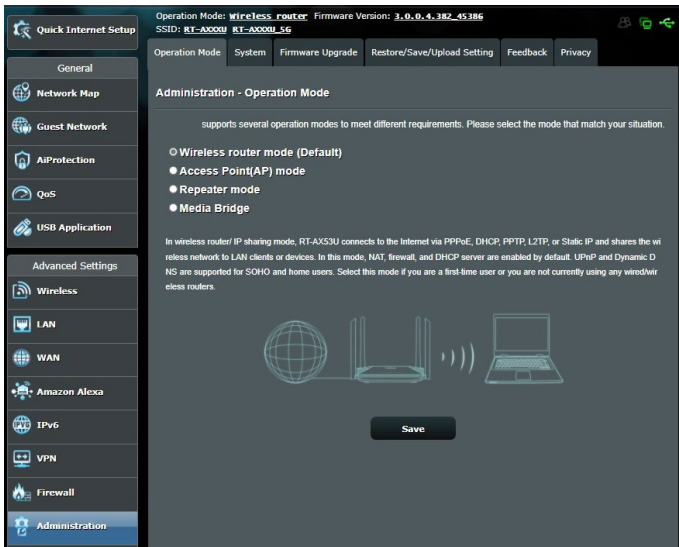 Quick Internet Setup
General
Network Map
Guest Network
AiProtection
QoS
USB Application
Advanced Settings
Wireless
LAN
WAN
Amazon Alexa
IPv6
VPN
Firewall
Administration
Operation Mode: Wireless router Firmware Version: 3.0.0.4.382_45386
SSID: RT-AXXXU RT-AXXXU_5G
Operation Mode System Firmware Upgrade Restore/Save/Upload Setting Feedback Privacy
Administration - Operation Mode
supports several operation modes to meet different requirements. Please select the mode that match your situation.
Wireless router mode (Default)
Access Point(AP) mode
Repeater mode
Media Bridge
In wireless router/ IP sharing mode, RT-AX53U connects to the Internet via PPPoE, DHCP, PPTP, L2TP, or Static IP and shares the wi
reless network to LAN clients or devices. In this mode, NAT, firewall, and DHCP server are enabled by default. UPnP and Dynamic D
NS are supported for SOHO and home users. Select this mode if you are a first-time user or you are not currently using any wired/wir
eless routers.
Save